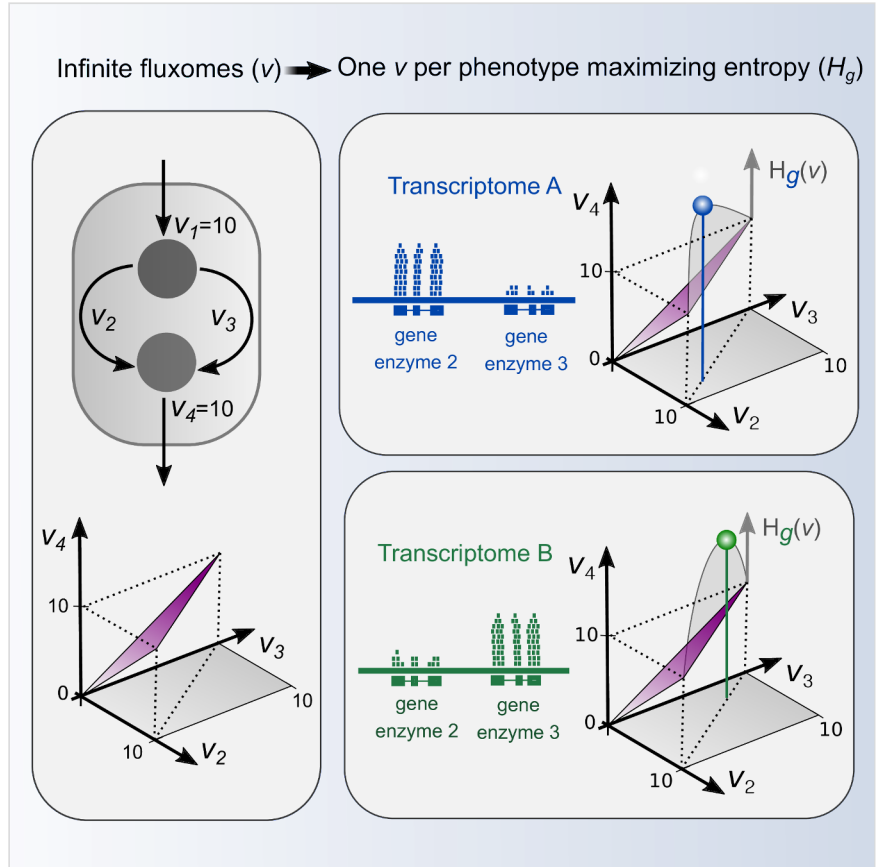 Infinite fluxomes (v) One v per phenotype maximizing entropy (Hg)
v1=10
v2
v3
v4=10
v4
10
0
v3
10
10
v2
Transcriptome A
gene
enzyme 2
gene
enzyme 3
v4
Hg(v)
10
0
v3
10
10
v2
Transcriptome B
gene
enzyme 2
gene
enzyme 3
v4
Hg(v)
10
0
v3
10
10
v2